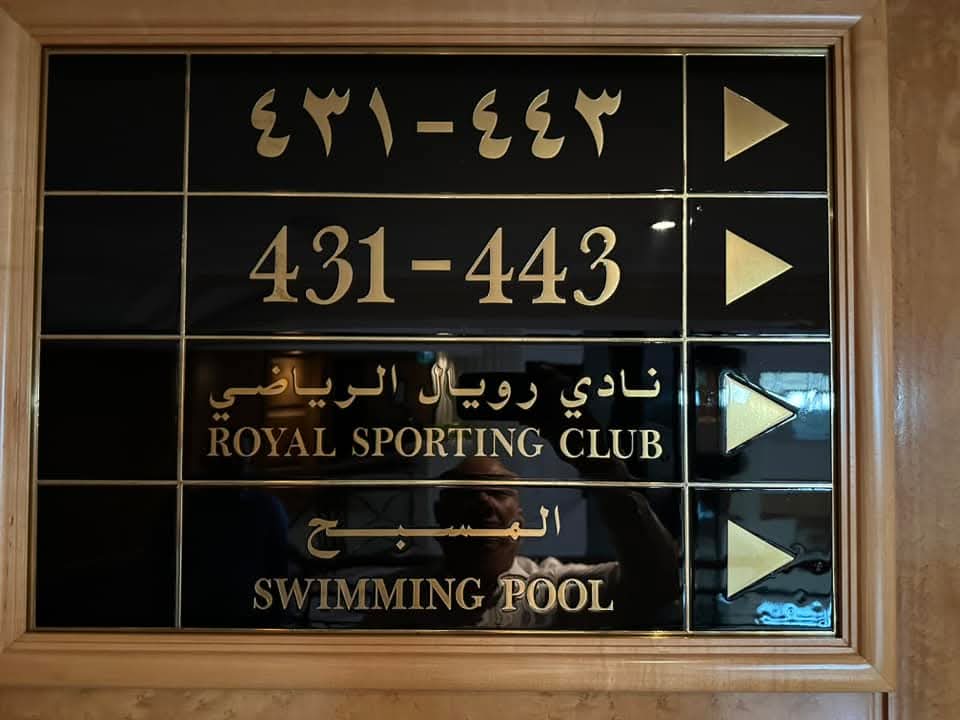 ٤٣١-٤٤٣
431-443
نادي رويال الرياضي
ROYAL SPORTING CLUB
المسبح
SWIMMING POOL